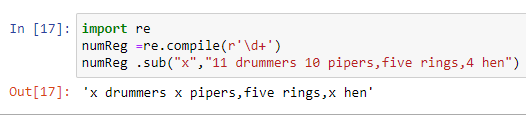 In [17]: import re
numReg =re.compile(r'\d+')
numReg .sub("x","11 drummers 10 pipers,five rings,4 hen")
Out[17]: 'x drummers x pipers,five rings,x hen'